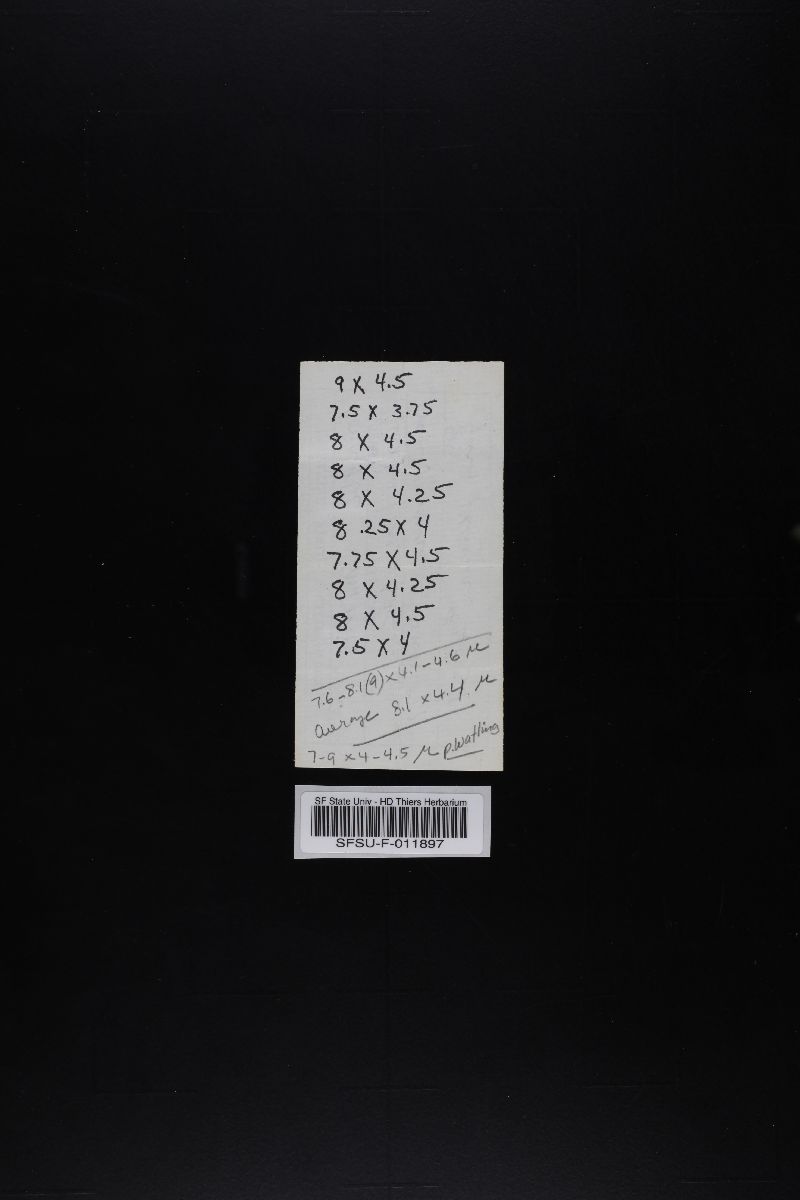 9 X 4.5
7.5 X 3.75
8 X 4.5
8 X 4.5
8 X 4.25
8.25 X 4
7.75 X 4.5
8 X 4.25
8 X 4.5
7.5 X 4
7.6-8.1(9) x 4.1-4.6 μ
average 8.1 x 4.4 μ
7-9 x 4-4.5 μ p. Watling
SF State Univ - HD Thiers Herbarium
SFSU-F-011897